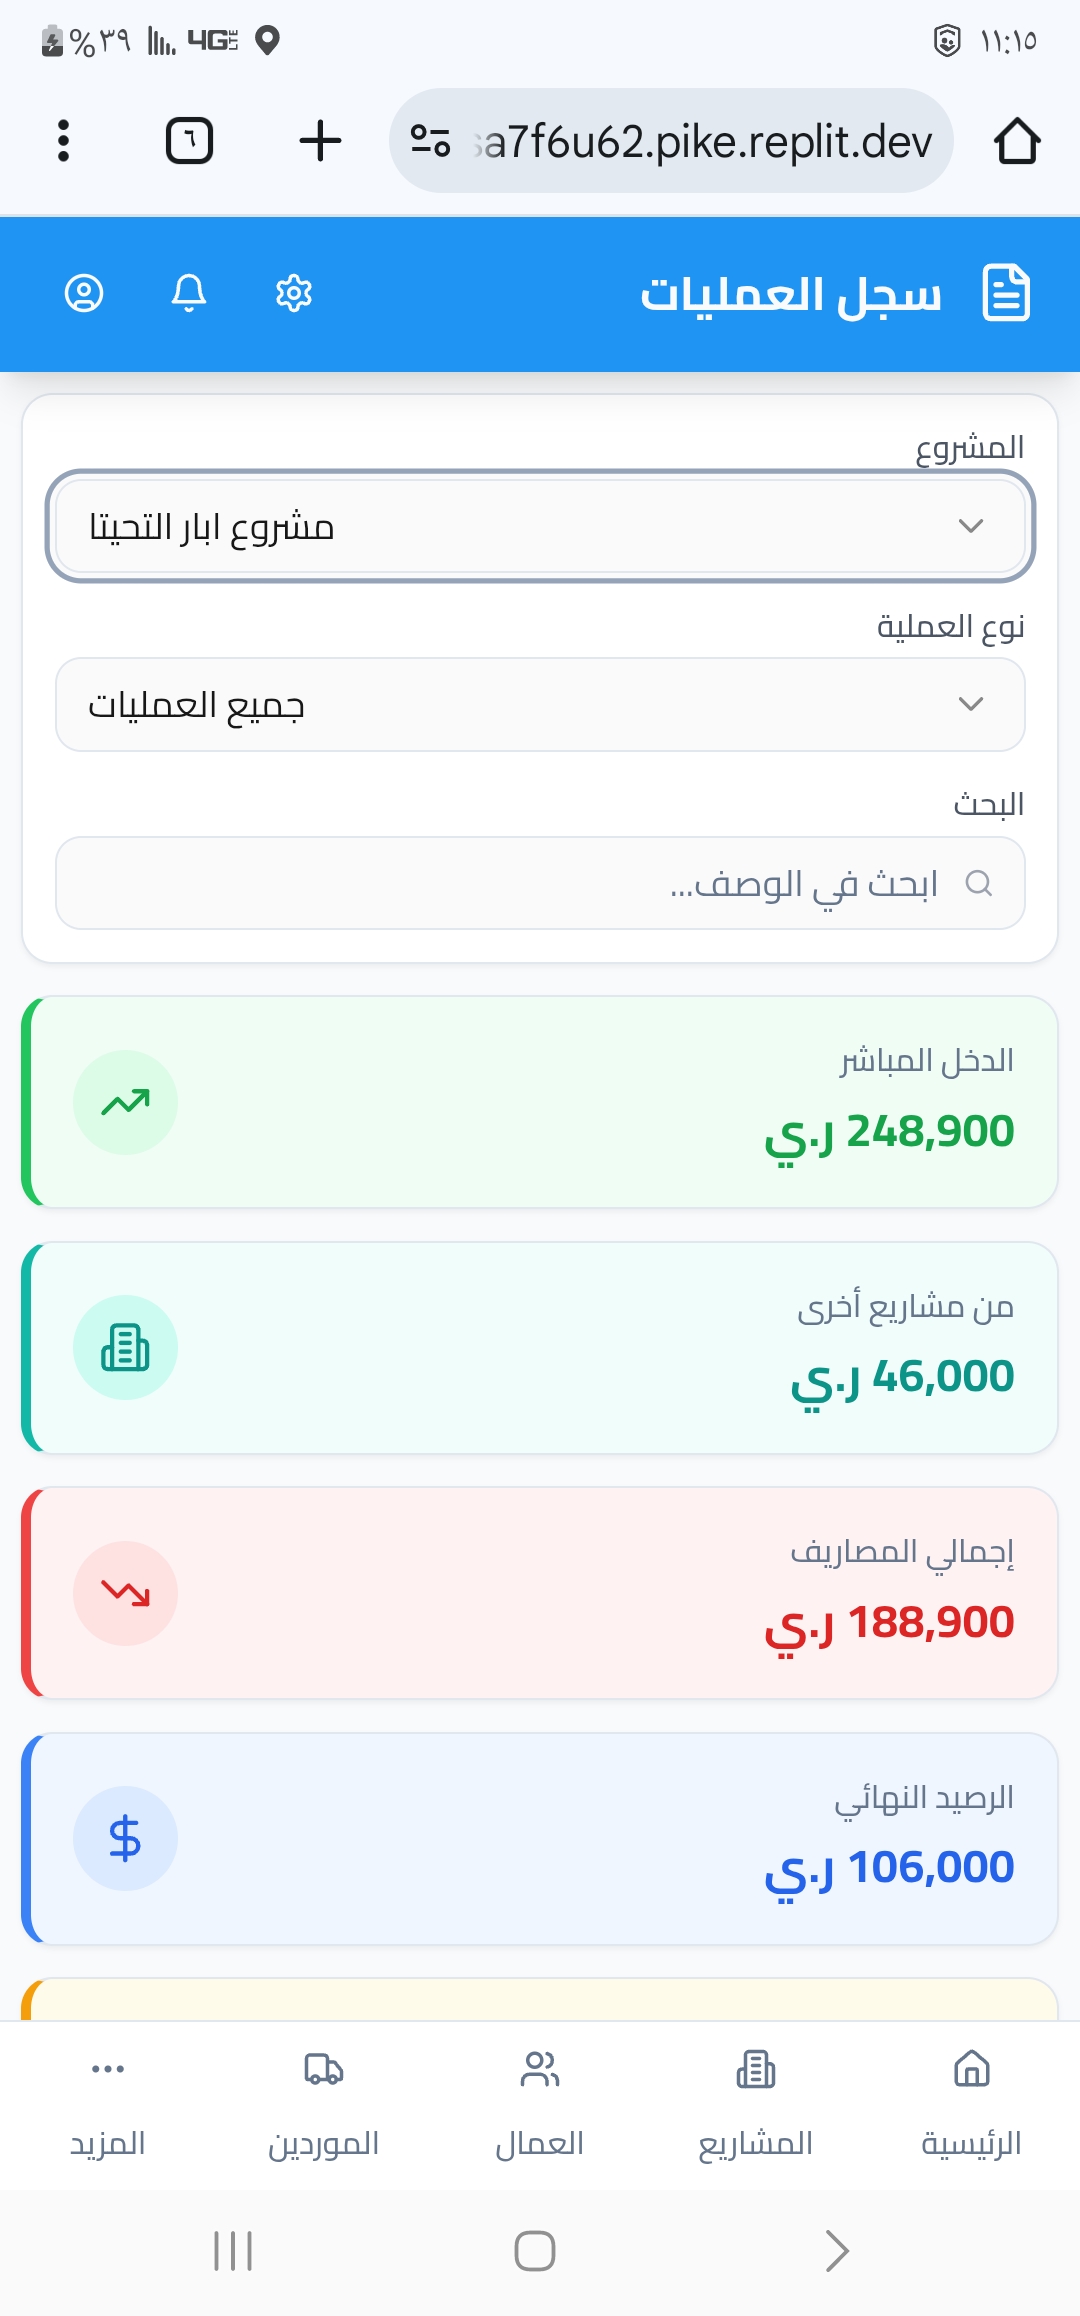 ١١:١٥
4G LTE
%٣٩
sa7f6u62.pike.replit.dev
٦
سجل العمليات
المشروع
مشروع ابار التحيتا
نوع العملية
جميع العمليات
البحث
ابحث في الوصف...
الدخل المباشر
248,900 ر.ي
من مشاريع أخرى
46,000 ر.ي
إجمالي المصاريف
188,900 ر.ي
الرصيد النهائي
106,000 ر.ي
الرئيسية
المشاريع
العمال
الموردين
المزيد